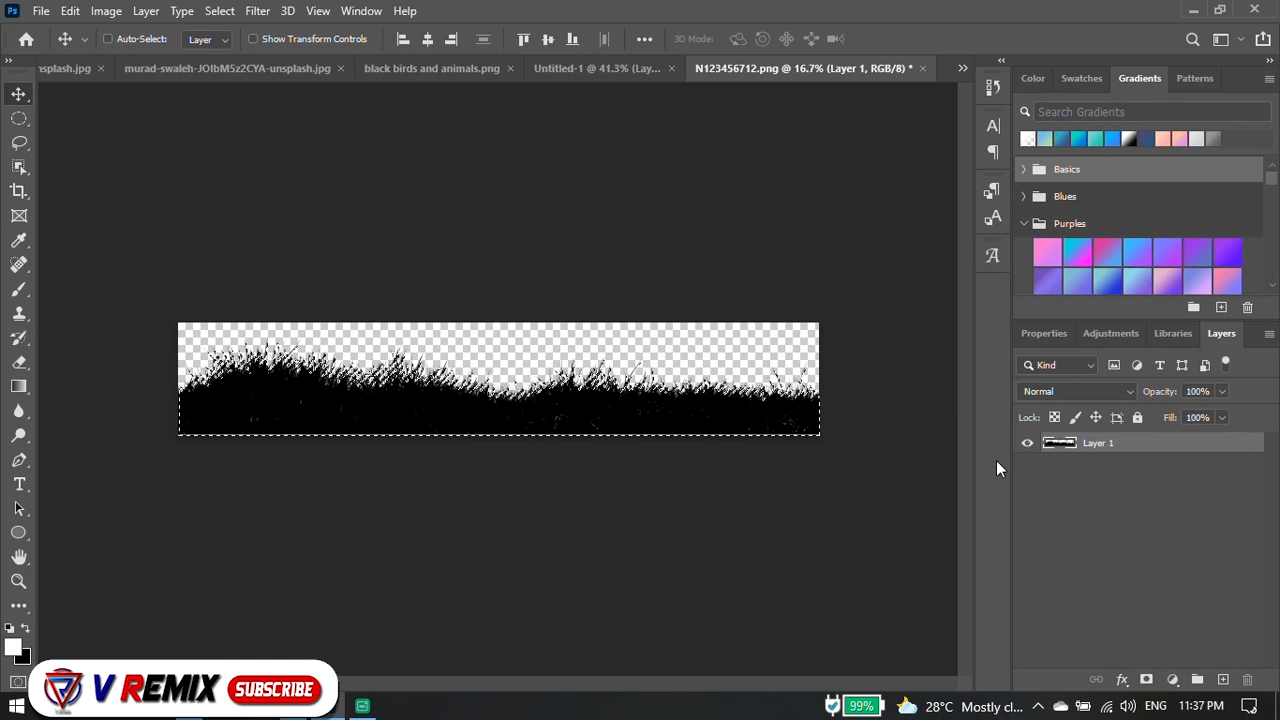 Ps File Edit Image Layer Type Select Filter 3D View Window Help
Auto-Select: Layer Show Transform Controls 3D Mode:
nsplash.jpg murad-swaleh-JOIbM5z2CYA-unsplash.jpg black birds and animals.png Untitled-1 @ 41.3% (Lay... N123456712.png @ 16.7% (Layer 1, RGB/8) *
Color Swatches Gradients Patterns
Search Gradients
Basics
Blues
Purples
Properties Adjustments Libraries Layers
Kind
Normal Opacity: 100%
Lock: Fill: 100%
Layer 1
V REMIX SUBSCRIBE
99% 28°C Mostly cl... ENG 11:37 PM